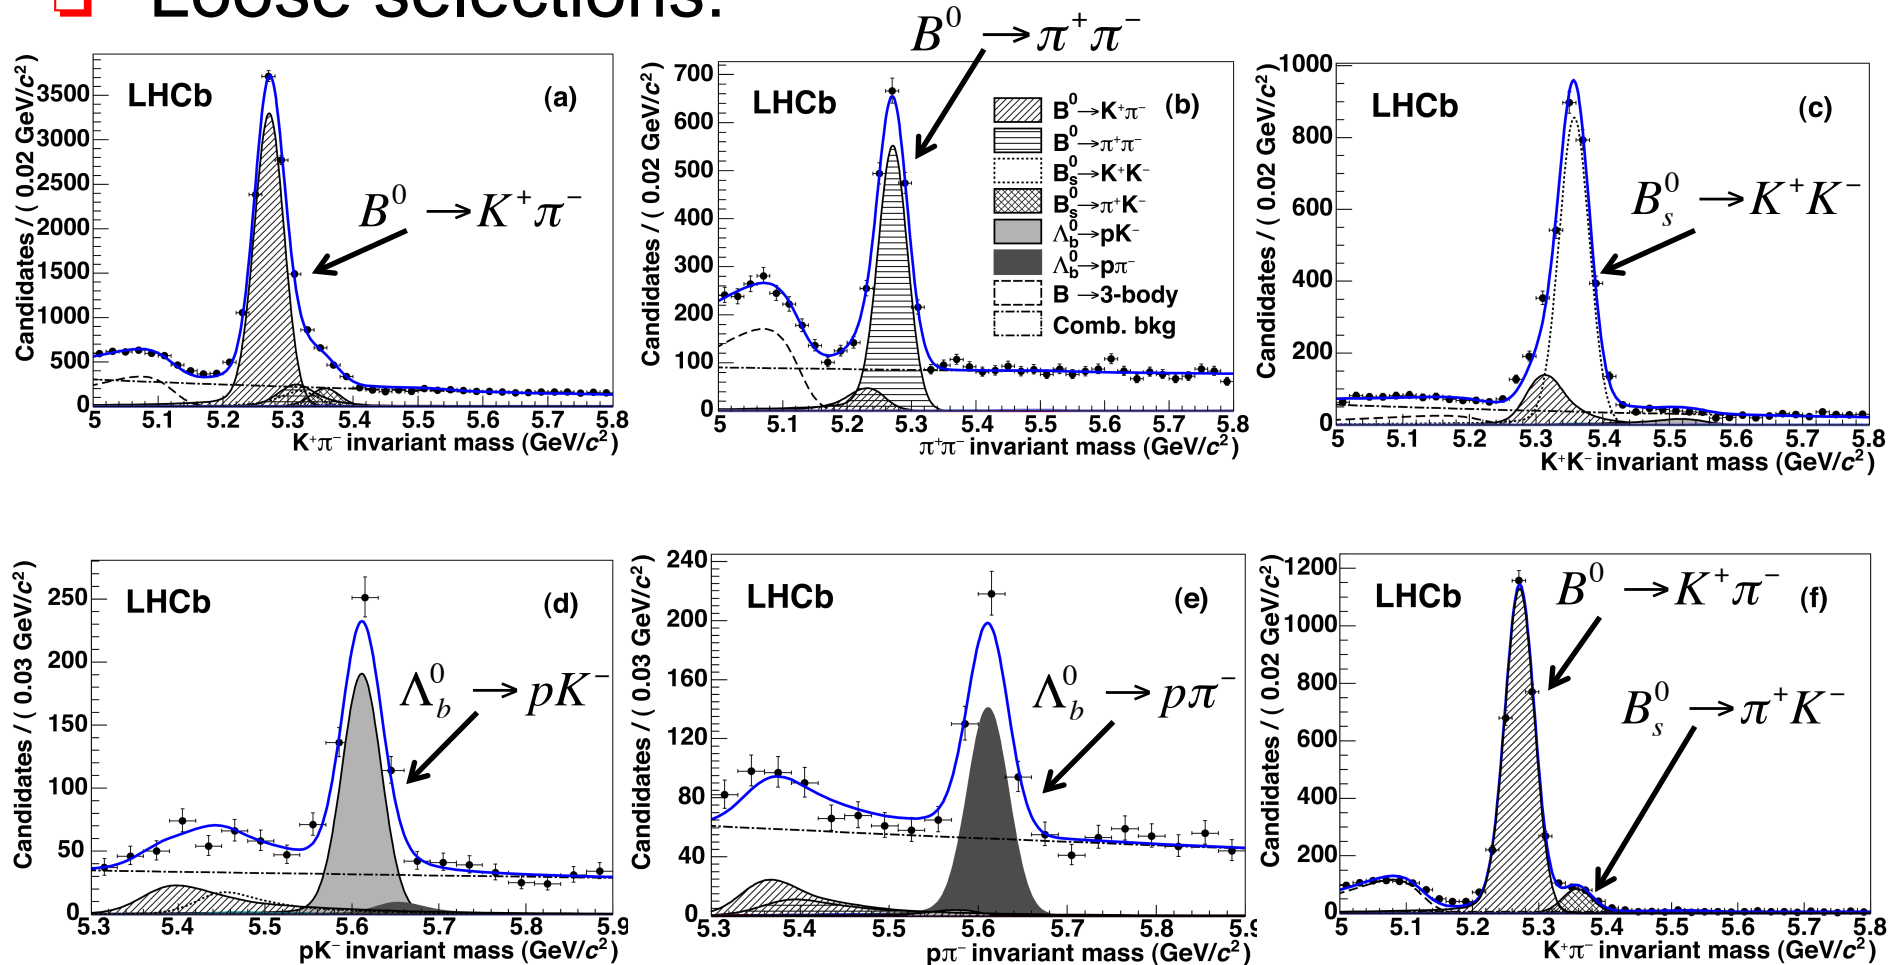 Loose selections:
Candidates / ( 0.02 GeV/c²)
3500
3000
2500
2000
1500
1000
500
0
LHCb
(a)
B⁰ → K⁺π⁻
5 5.1 5.2 5.3 5.4 5.5 5.6 5.7 5.8
K⁺π⁻ invariant mass (GeV/c²)
B⁰ → π⁺π⁻
Candidates / ( 0.02 GeV/c²)
700
600
500
400
300
200
100
0
LHCb
(b)
B⁰→K⁺π⁻
B⁰→π⁺π⁻
B⁰ₛ→K⁺K⁻
B⁰ₛ→π⁺K⁻
Λ⁰_b→pK⁻
Λ⁰_b→pπ⁻
B →3-body
Comb. bkg
5 5.1 5.2 5.3 5.4 5.5 5.6 5.7 5.8
π⁺π⁻ invariant mass (GeV/c²)
Candidates / ( 0.02 GeV/c²)
1000
800
600
400
200
0
LHCb
(c)
B⁰ₛ → K⁺K⁻
5 5.1 5.2 5.3 5.4 5.5 5.6 5.7 5.8
K⁺K⁻ invariant mass (GeV/c²)
Candidates / ( 0.03 GeV/c²)
250
200
150
100
50
0
LHCb
(d)
Λ⁰_b → pK⁻
5.3 5.4 5.5 5.6 5.7 5.8 5.9
pK⁻ invariant mass (GeV/c²)
Candidates / ( 0.03 GeV/c²)
240
200
160
120
80
40
0
LHCb
(e)
Λ⁰_b → pπ⁻
5.3 5.4 5.5 5.6 5.7 5.8
pπ⁻ invariant mass (GeV/c²)
Candidates / ( 0.02 GeV/c²)
1200
1000
800
600
400
200
0
LHCb
B⁰ → K⁺π⁻
(f)
B⁰ₛ → π⁺K⁻
5 5.1 5.2 5.3 5.4 5.5 5.6 5.7 5.8
K⁺π⁻ invariant mass (GeV/c²)